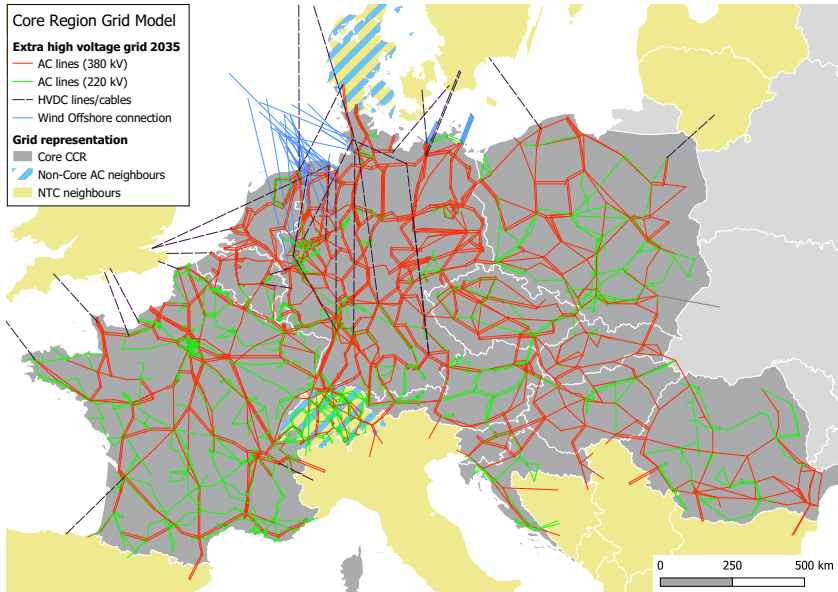 Core Region Grid Model
Extra high voltage grid 2035
AC lines (380 kV)
AC lines (220 kV)
HVDC lines/cables
Wind Offshore connection
Grid representation
Core CCR
Non-Core AC neighbours
NTC neighbours
0 250 500 km